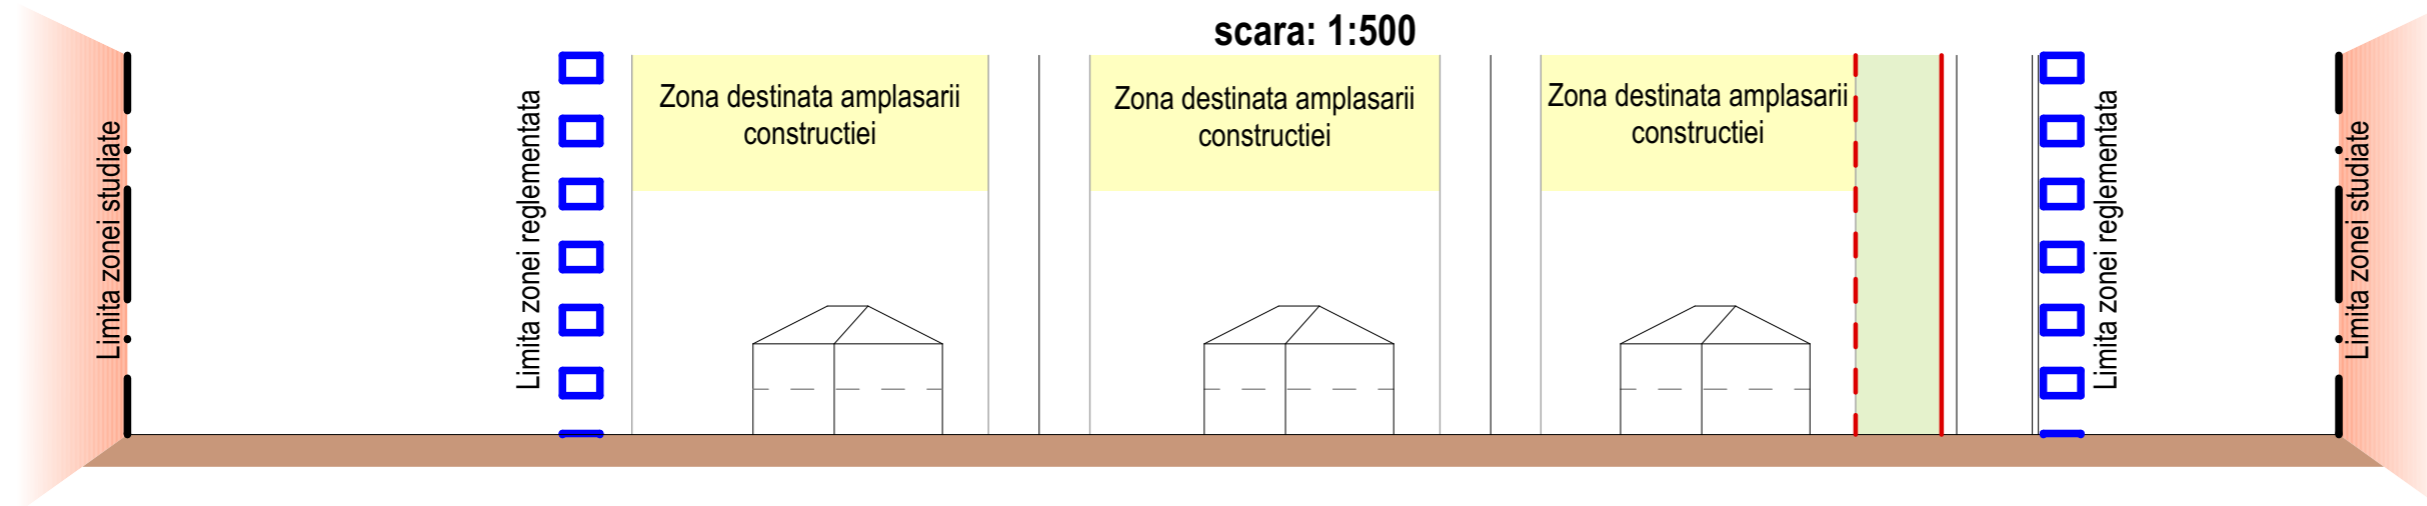 scara: 1:500
Limita zonei studiate
Limita zonei reglementata
Zona destinata amplasarii
constructiei
Zona destinata amplasarii
constructiei
Zona destinata amplasarii
constructiei
Limita zonei reglementata
Limita zonei studiate